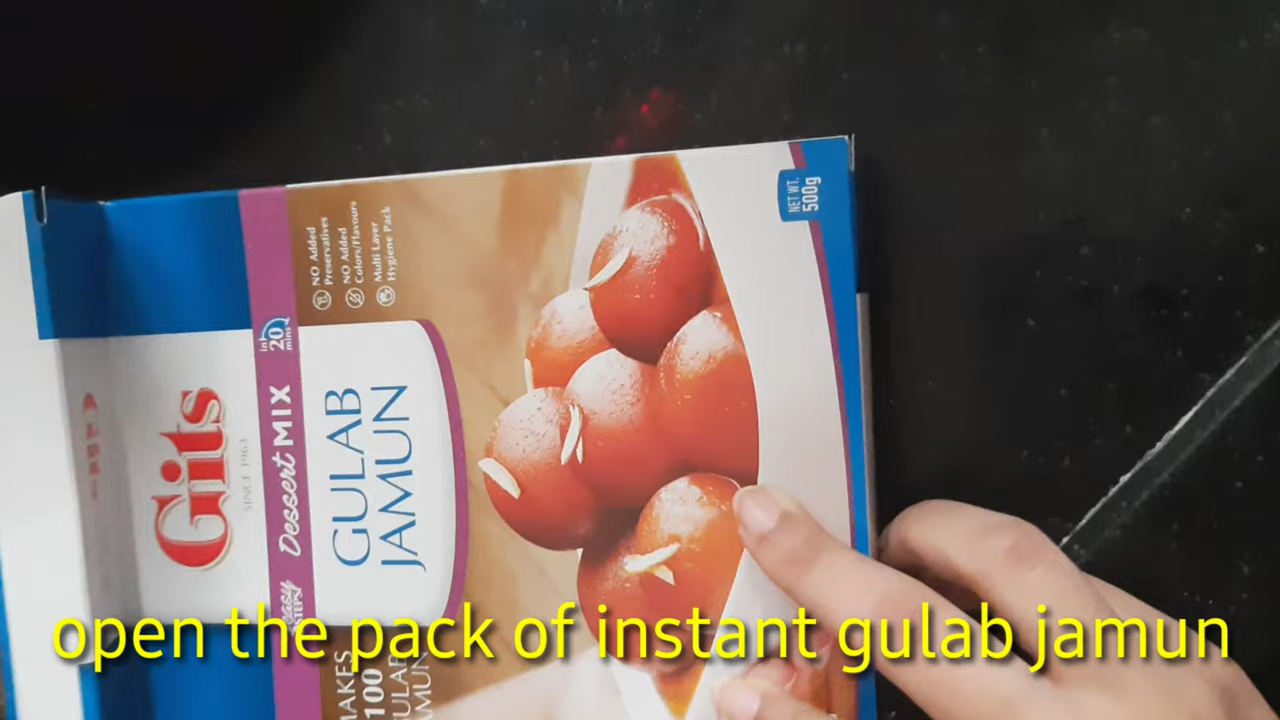 Gits
SINCE 1963
Dessert MIX
in
20
mins
GULAB
JAMUN
NO Added
Preservatives
NO Added
Colors/Flavours
Multi Layer
Hygiene Pack
NET WT.
500g
100
open the pack of instant gulab jamun